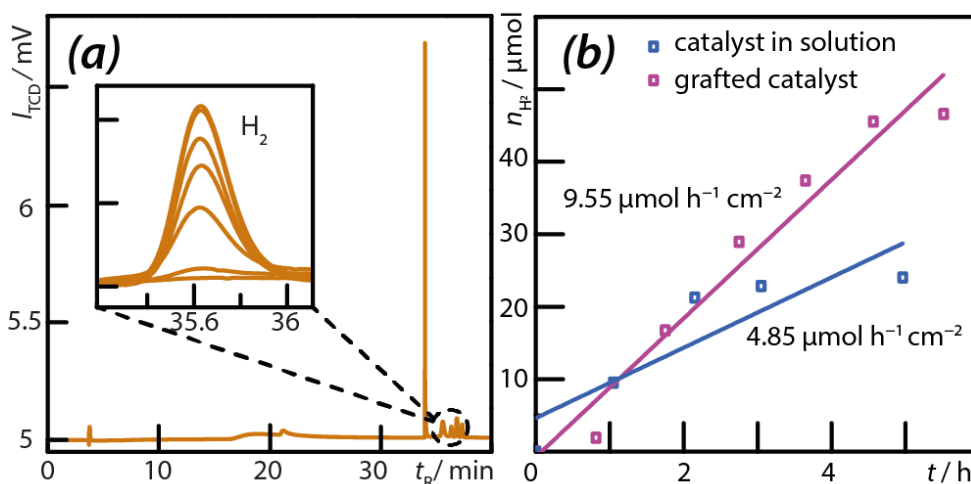 (a)
I_TCD / mV
H₂
35.6 36
6
5.5
5
0 10 20 30 t_R / min
(b)
n_H² / μmol
catalyst in solution
grafted catalyst
40
30
20
10
9.55 μmol h⁻¹ cm⁻²
4.85 μmol h⁻¹ cm⁻²
0 2 4 t / h